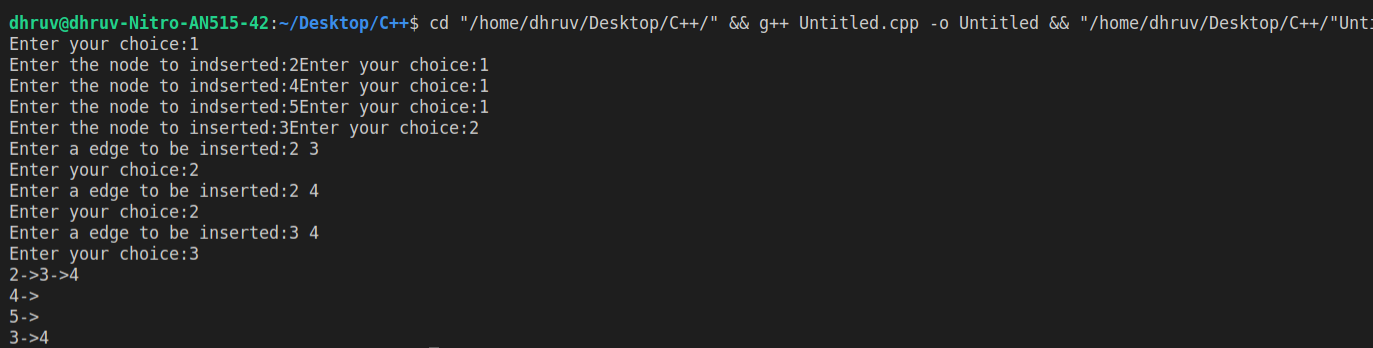 dhruv@dhruv-Nitro-AN515-42:~/Desktop/C++$ cd "/home/dhruv/Desktop/C++/" && g++ Untitled.cpp -o Untitled && "/home/dhruv/Desktop/C++/"Unti
Enter your choice:1
Enter the node to indserted:2Enter your choice:1
Enter the node to indserted:4Enter your choice:1
Enter the node to indserted:5Enter your choice:1
Enter the node to inserted:3Enter your choice:2
Enter a edge to be inserted:2 3
Enter your choice:2
Enter a edge to be inserted:2 4
Enter your choice:2
Enter a edge to be inserted:3 4
Enter your choice:3
2->3->4
4->
5->
3->4